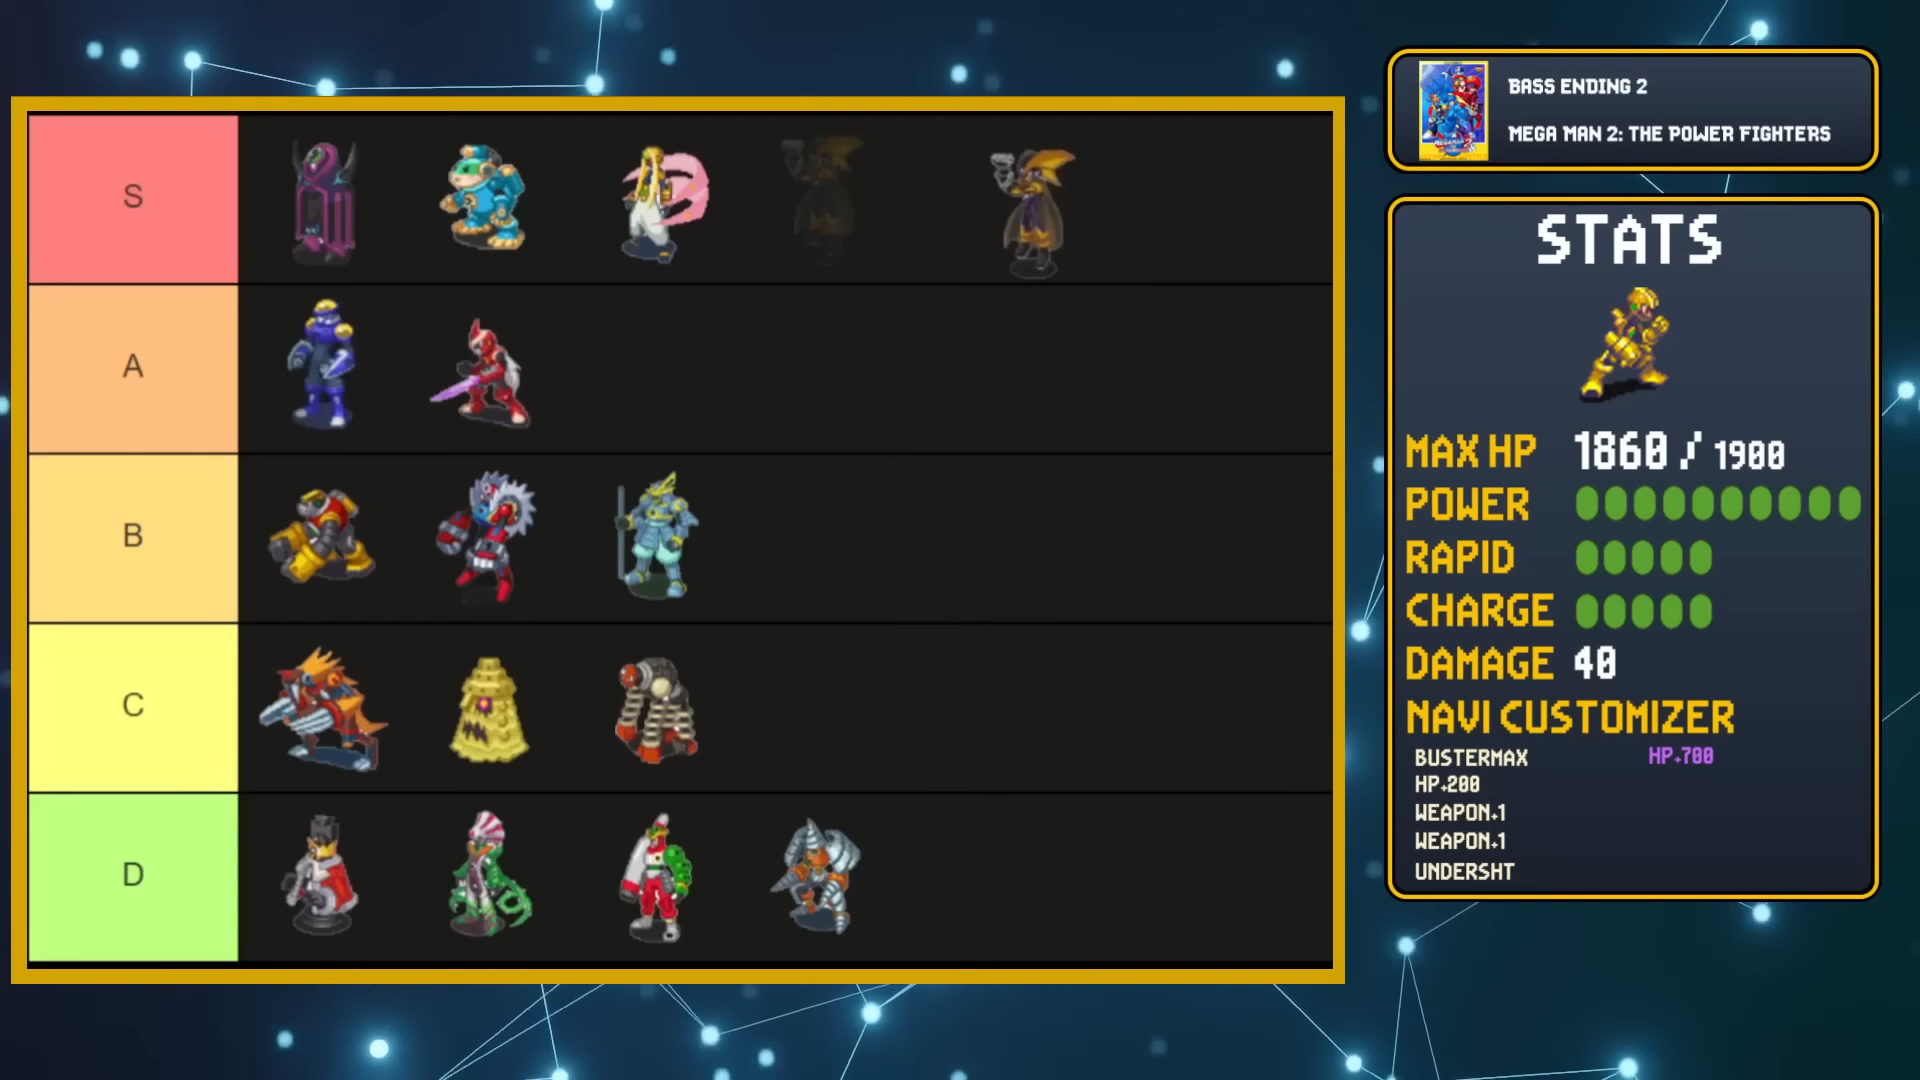 S
A
B
C
D
BASS ENDING 2
MEGA MAN 2: THE POWER FIGHTERS
STATS
MAX HP 1860 / 1900
POWER
RAPID
CHARGE
DAMAGE 40
NAVI CUSTOMIZER
BUSTERMAX HP+700
HP+200
WEAPON+1
WEAPON+1
UNDERSHT